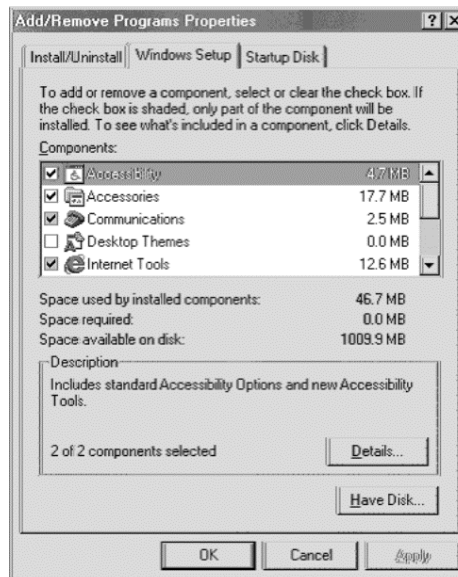 Add/Remove Programs Properties
Install/Uninstall Windows Setup Startup Disk
To add or remove a component, select or clear the check box. If
the check box is shaded, only part of the component will be
installed. To see what's included in a component, click Details.
Components:
Accessibility 4.7 MB
Accessories 17.7 MB
Communications 2.5 MB
Desktop Themes 0.0 MB
Internet Tools 12.6 MB
Space used by installed components: 46.7 MB
Space required: 0.0 MB
Space available on disk: 1009.9 MB
Description
Includes standard Accessibility Options and new Accessibility
Tools.
2 of 2 components selected Details...
Have Disk...
OK Cancel Apply